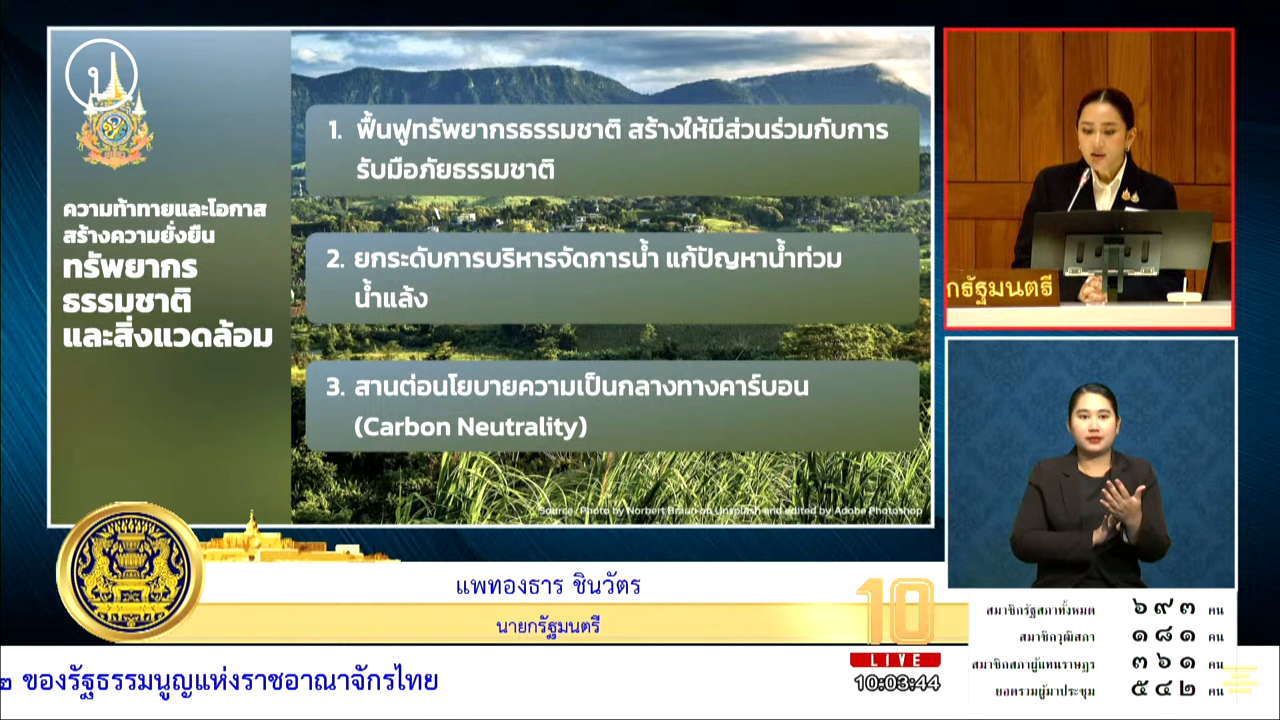 ป
ความท้าทายและโอกาส
สร้างความยั่งยืน
ทรัพยากร
ธรรมชาติ
และสิ่งแวดล้อม
1. ฟื้นฟูทรัพยากรธรรมชาติ สร้างให้มีส่วนร่วมกับการ
รับมือภัยธรรมชาติ
2. ยกระดับการบริหารจัดการน้ำ แก้ปัญหาน้ำท่วม
น้ำแล้ง
3. สานต่อนโยบายความเป็นกลางทางคาร์บอน
(Carbon Neutrality)
Source : Photo by Norbert Braun on Unsplash and edited by Adobe Photoshop
กรัฐมนตรี
แพทองธาร ชินวัตร
นายกรัฐมนตรี
10
LIVE
10:03:44
สมาชิกรัฐสภาทั้งหมด ๖๙๓ คน
สมาชิกวุฒิสภา ๑๘๑ คน
สมาชิกสภาผู้แทนราษฎร ๓๖๑ คน
ยอดรวมผู้มาประชุม ๕๔๒ คน
๒ ของรัฐธรรมนูญแห่งราชอาณาจักรไทย